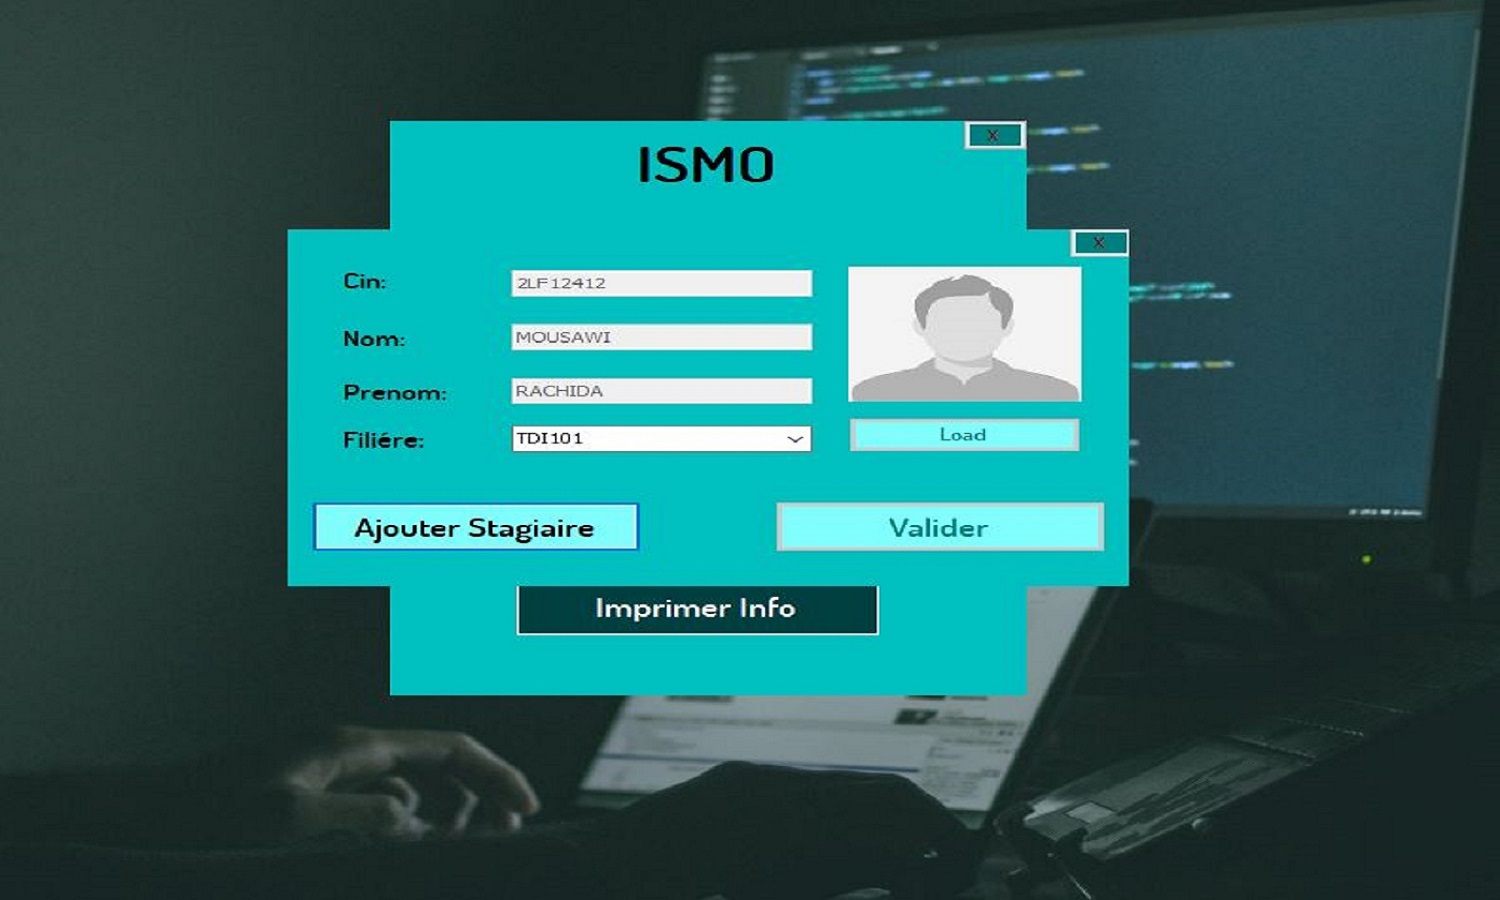 X
ISMO
X
Cin: 2LF12412
Nom: MOUSAWI
Prenom: RACHIDA
Filiére: TDI101
Load
Ajouter Stagiaire Valider
Imprimer Info